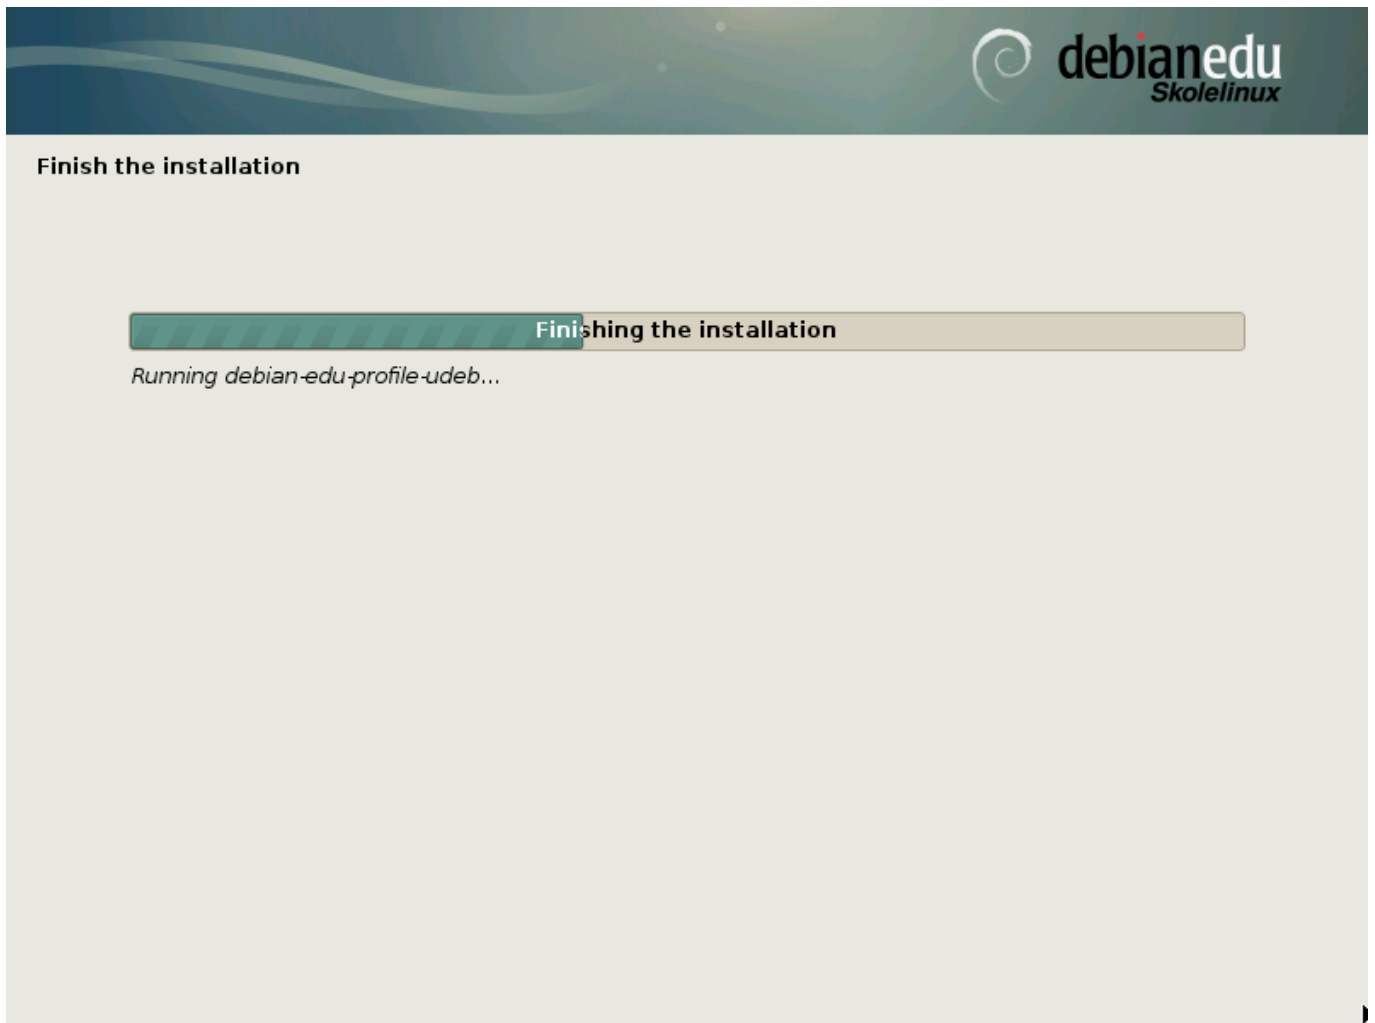 debianedu
Skolelinux
Finish the installation
Finishing the installation
Running debian-edu-profile-udeb...